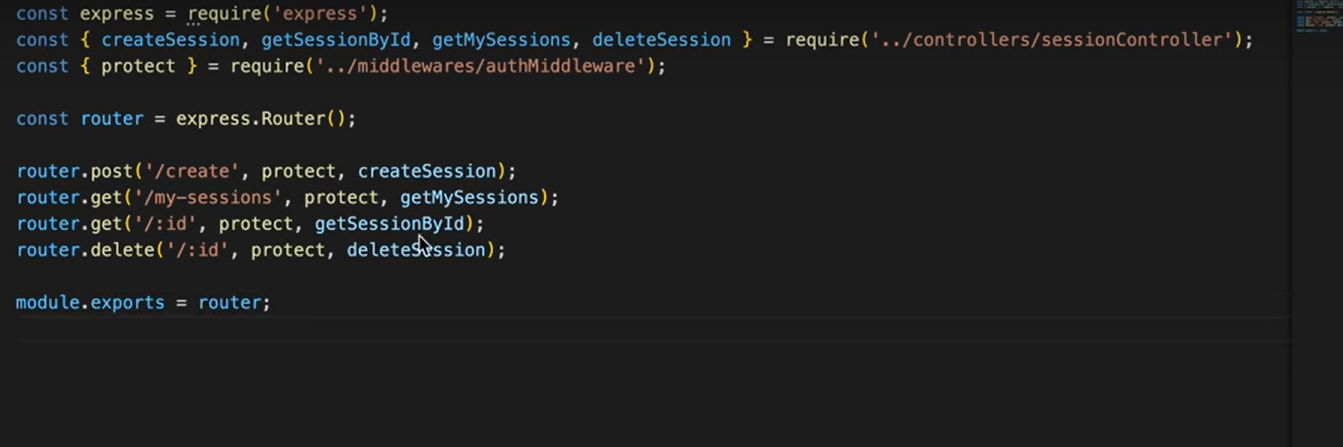 const express = require('express');
const { createSession, getSessionById, getMySessions, deleteSession } = require('../controllers/sessionController');
const { protect } = require('../middlewares/authMiddleware');
const router = express.Router();
router.post('/create', protect, createSession);
router.get('/my-sessions', protect, getMySessions);
router.get('/:id', protect, getSessionById);
router.delete('/:id', protect, deleteSession);
module.exports = router;